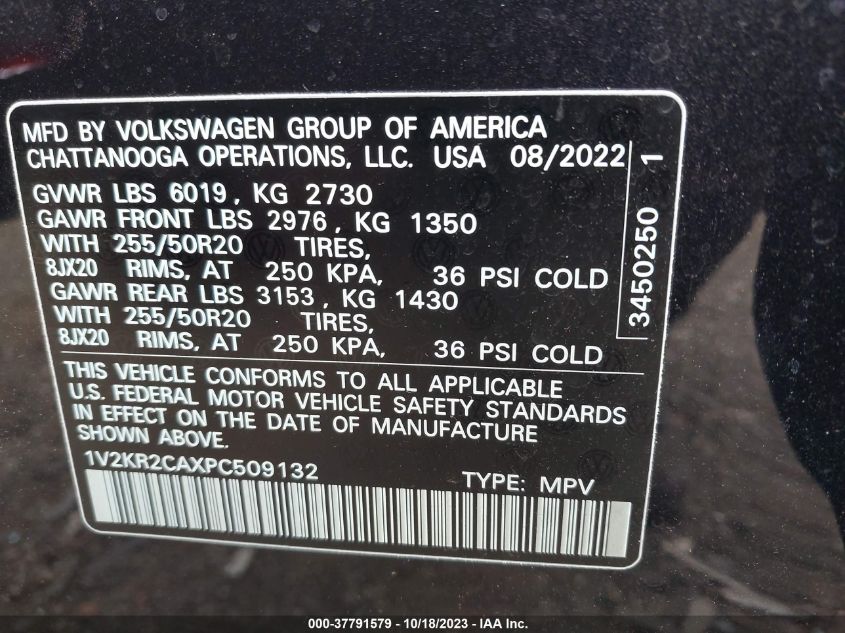 MFD BY VOLKSWAGEN GROUP OF AMERICA
CHATTANOOGA OPERATIONS, LLC. USA 08/2022
GVWR LBS 6019, KG 2730
GAWR FRONT LBS 2976, KG 1350
WITH 255/50R20 TIRES,
8JX20 RIMS, AT 250 KPA, 36 PSI COLD
GAWR REAR LBS 3153, KG 1430
WITH 255/50R20 TIRES,
8JX20 RIMS, AT 250 KPA, 36 PSI COLD
THIS VEHICLE CONFORMS TO ALL APPLICABLE
U.S. FEDERAL MOTOR VEHICLE SAFETY STANDARDS
IN EFFECT ON THE DATE OF MANUFACTURE
SHOWN ABOVE.
1V2KR2CAXPC509132 TYPE: MPV
3450250 1
000-37791579 - 10/18/2023 - IAA Inc.